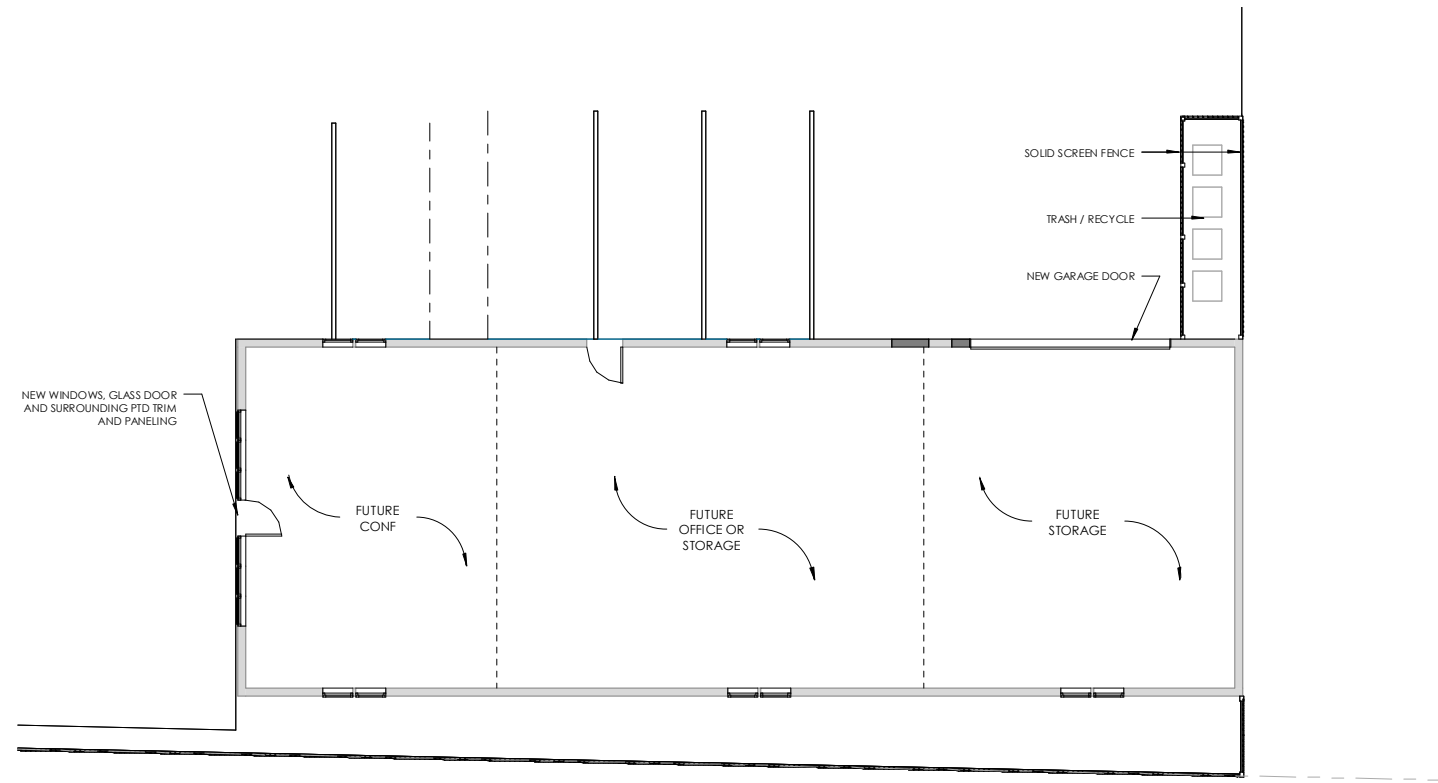 SOLID SCREEN FENCE
TRASH / RECYCLE
NEW GARAGE DOOR
NEW WINDOWS, GLASS DOOR
AND SURROUNDING PTD TRIM
AND PANELING
FUTURE
CONF
FUTURE
OFFICE OR
STORAGE
FUTURE
STORAGE